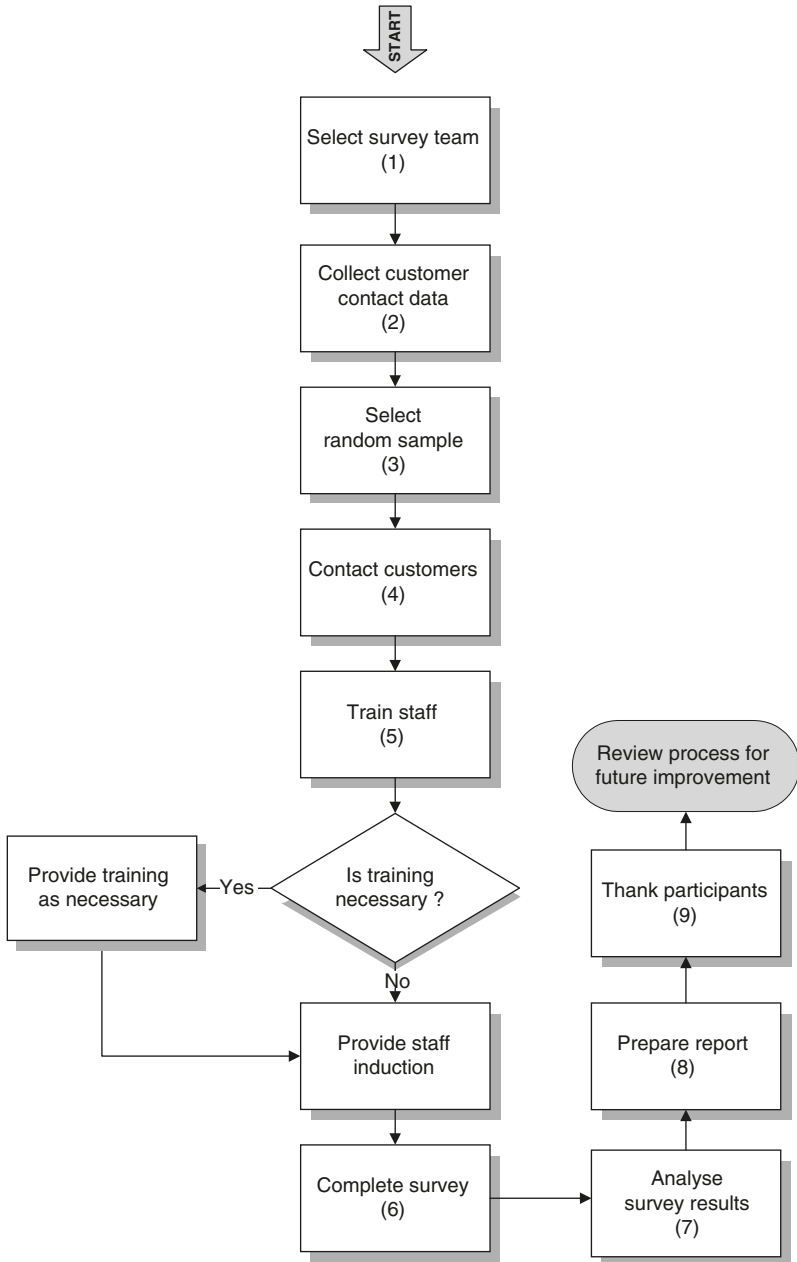 START
Select survey team
(1)
Collect customer
contact data
(2)
Select
random sample
(3)
Contact customers
(4)
Train staff
(5)
Is training
necessary ?
Yes
Provide training
as necessary
No
Provide staff
induction
Complete survey
(6)
Analyse
survey results
(7)
Prepare report
(8)
Thank participants
(9)
Review process for
future improvement